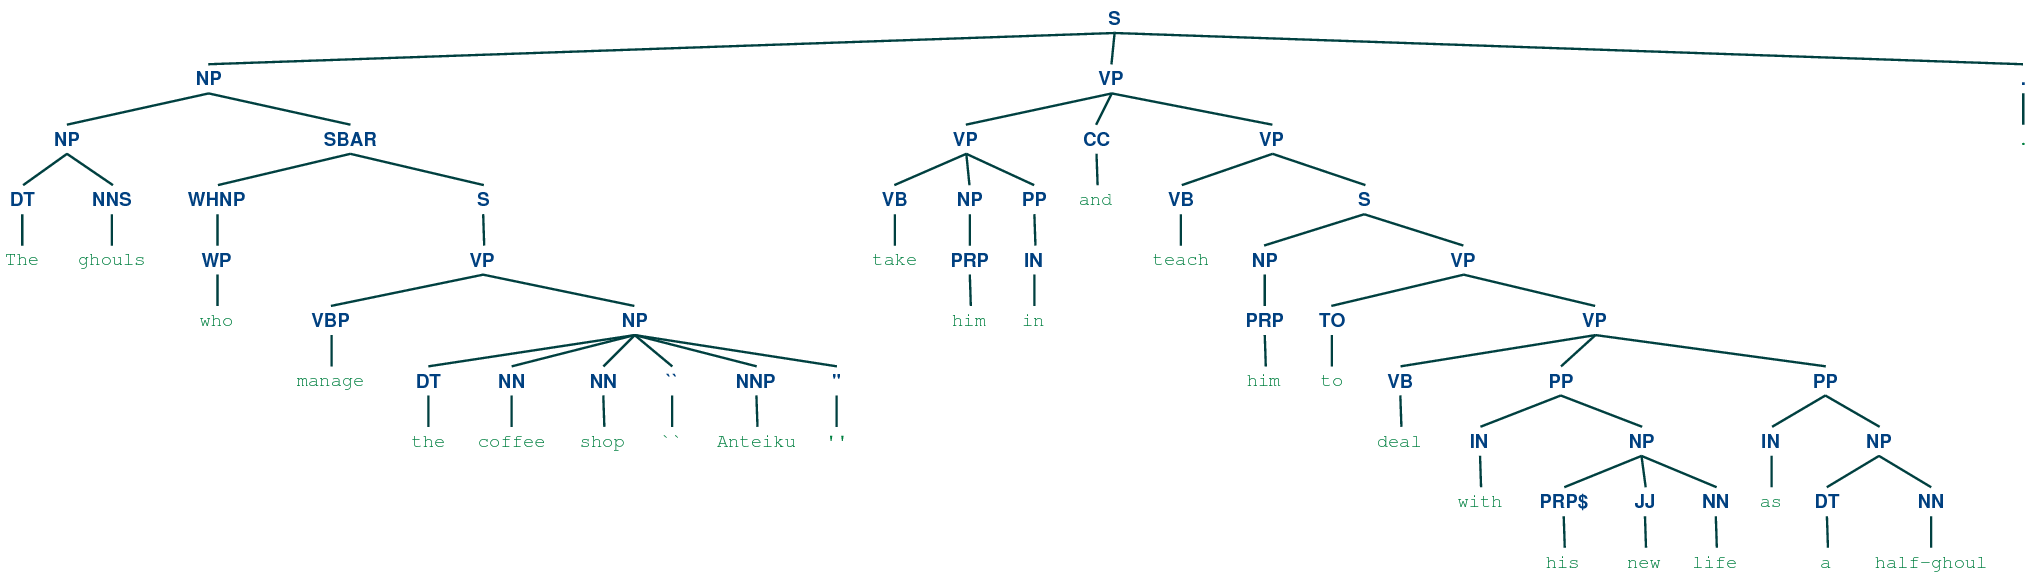 S
NP VP .
NP SBAR VP CC VP .
DT NNS WHNP S VB NP PP and VB S
The ghouls WP VP take PRP IN teach NP VP
who VBP NP him in PRP TO VP
manage DT NN NN `` NNP " him to VB PP PP
the coffee shop `` Anteiku '' deal IN NP IN NP
with PRP$ JJ NN as DT NN
his new life a half-ghoul